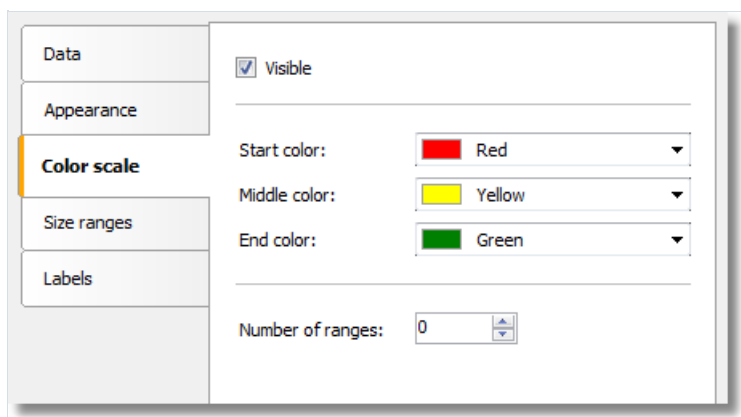 Data
Appearance
Color scale
Size ranges
Labels
Visible
Start color: Red
Middle color: Yellow
End color: Green
Number of ranges: 0